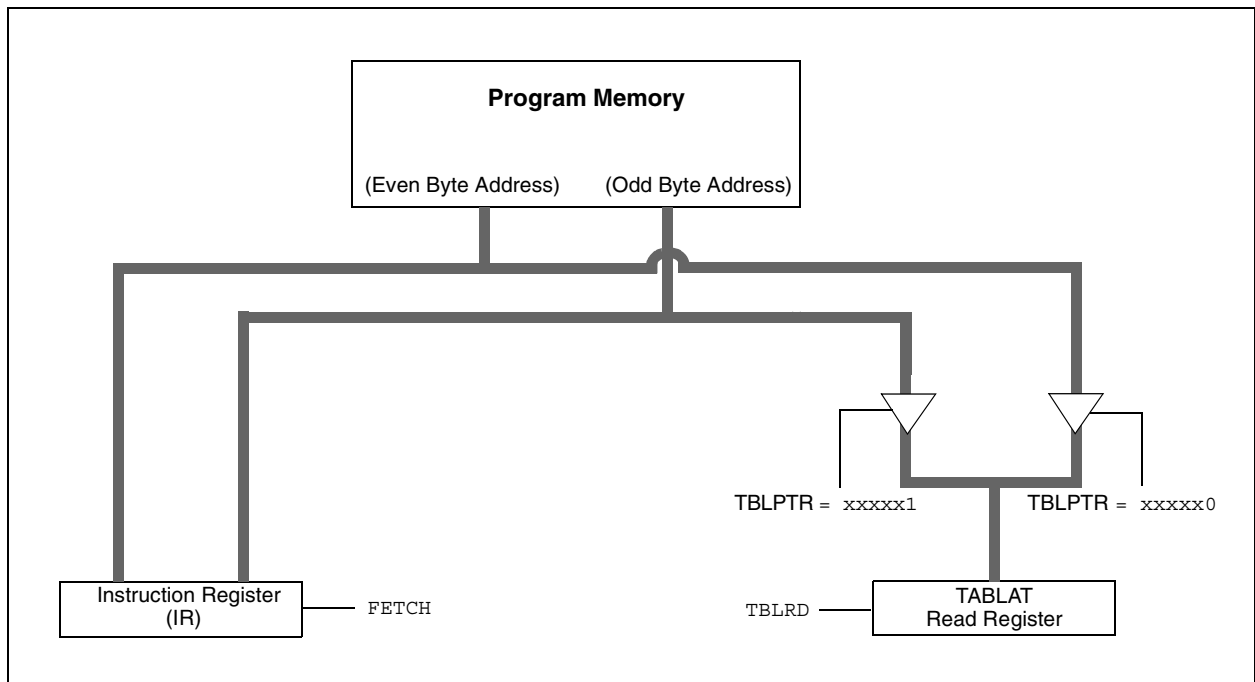 Program Memory
(Even Byte Address) (Odd Byte Address)
TBLPTR = xxxxx1 TBLPTR = xxxxx0
Instruction Register
(IR)
FETCH
TBLRD
TABLAT
Read Register